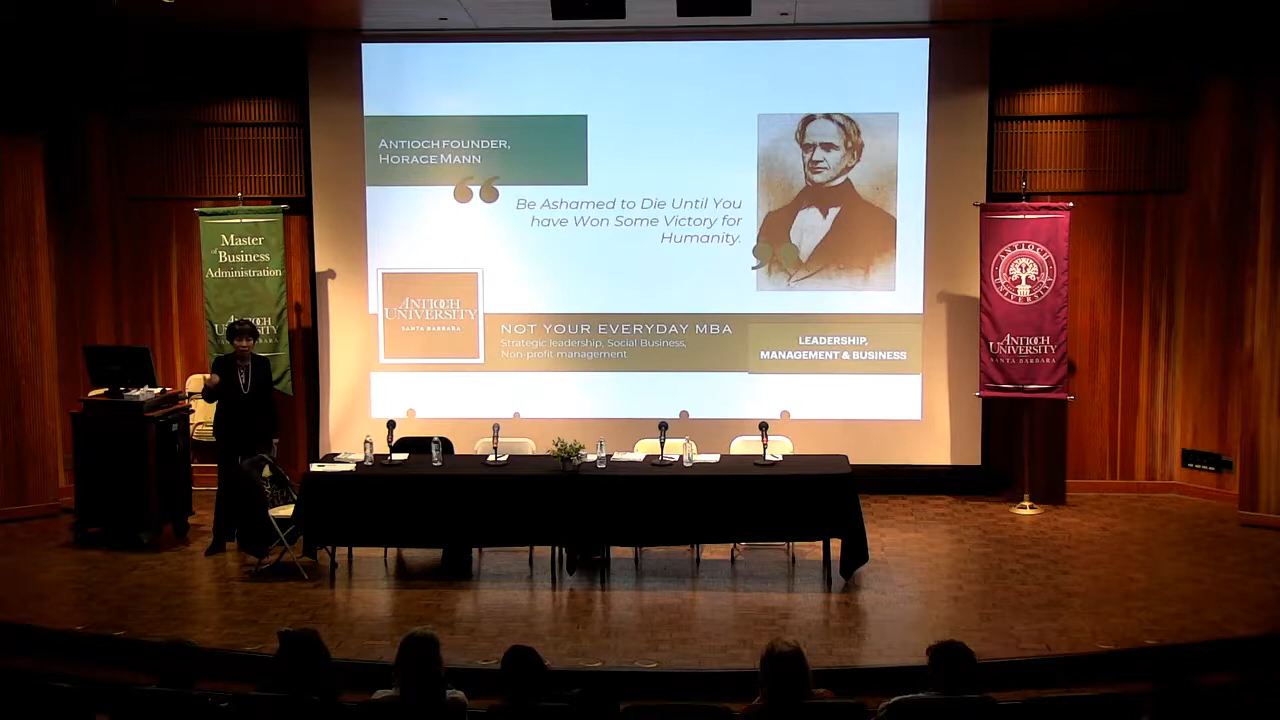 ANTIOCH FOUNDER,
HORACE MANN
“
Be Ashamed to Die Until You
have Won Some Victory for
Humanity.
”
ANTIOCH
UNIVERSITY
SANTA BARBARA
NOT YOUR EVERYDAY MBA
Strategic leadership, Social Business,
Non-profit management
LEADERSHIP,
MANAGEMENT & BUSINESS
Master
of Business
Administration
ANTIOCH
UNIVERSITY
ANTIOCH
UNIVERSITY
ANTIOCH
UNIVERSITY
SANTA BARBARA